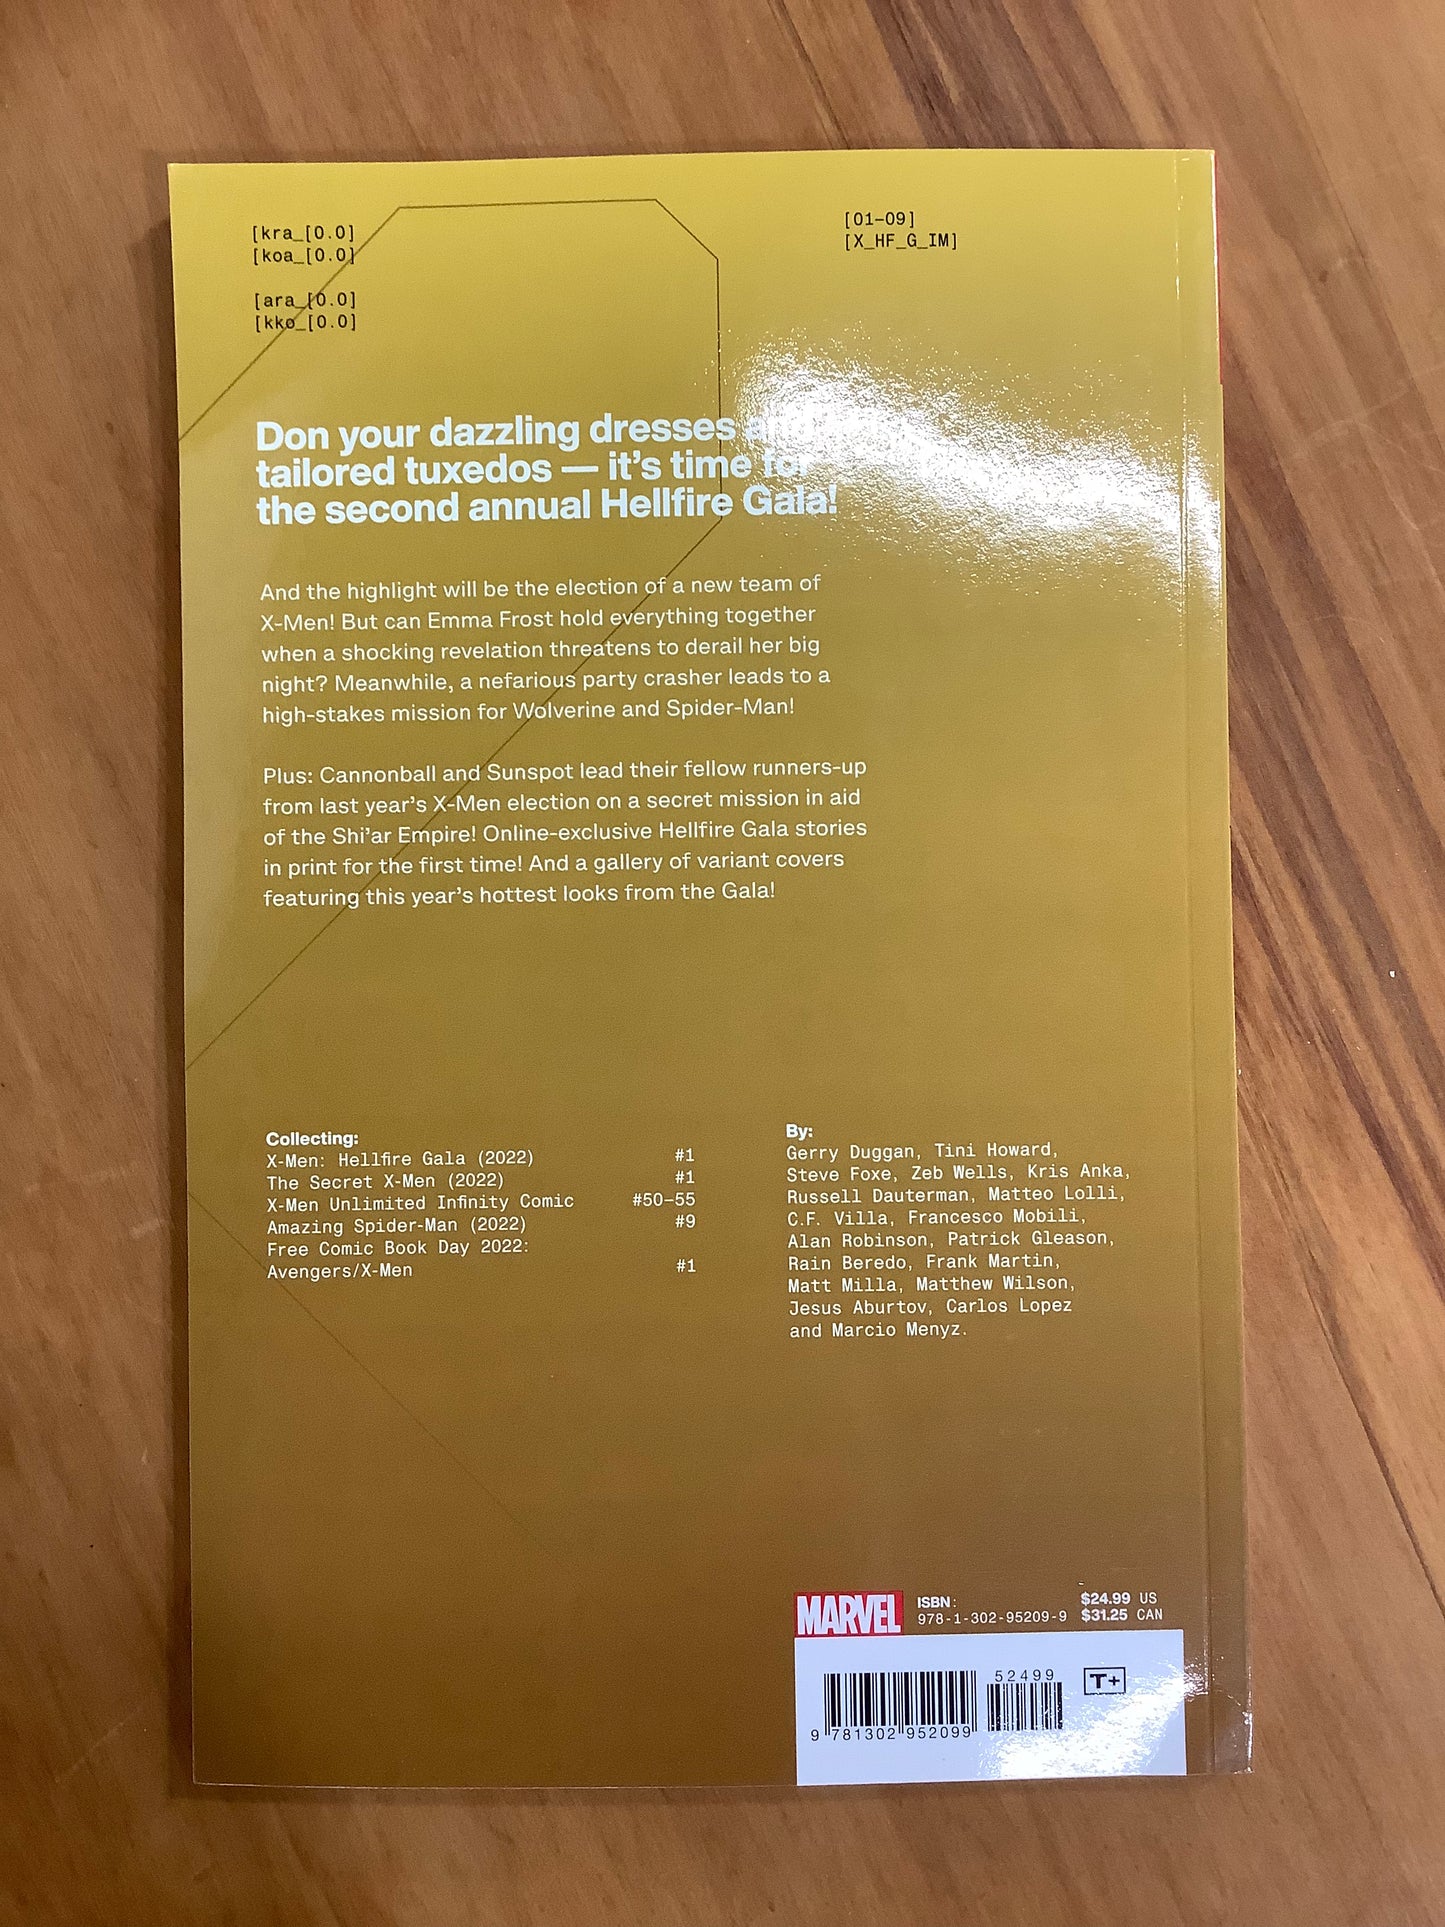 [kra_[0.0]
[koa_[0.0]
[ara_[0.0]
[kko_[0.0]
[01–09]
[X_HF_G_IM]
Don your dazzling dresses and
tailored tuxedos — it's time for
the second annual Hellfire Gala!
And the highlight will be the election of a new team of
X-Men! But can Emma Frost hold everything together
when a shocking revelation threatens to derail her big
night? Meanwhile, a nefarious party crasher leads to a
high-stakes mission for Wolverine and Spider-Man!
Plus: Cannonball and Sunspot lead their fellow runners-up
from last year's X-Men election on a secret mission in aid
of the Shi'ar Empire! Online-exclusive Hellfire Gala stories
in print for the first time! And a gallery of variant covers
featuring this year's hottest looks from the Gala!
Collecting:
X-Men: Hellfire Gala (2022) #1
The Secret X-Men (2022) #1
X-Men Unlimited Infinity Comic #50–55
Amazing Spider-Man (2022) #9
Free Comic Book Day 2022:
Avengers/X-Men #1
By:
Gerry Duggan, Tini Howard,
Steve Foxe, Zeb Wells, Kris Anka,
Russell Dauterman, Matteo Lolli,
C.F. Villa, Francesco Mobili,
Alan Robinson, Patrick Gleason,
Rain Beredo, Frank Martin,
Matt Milla, Matthew Wilson,
Jesus Aburtov, Carlos Lopez
and Marcio Menyz.
MARVEL
ISBN:
978-1-302-95209-9
$24.99 US
$31.25 CAN
52499
T+
9 781302 952099